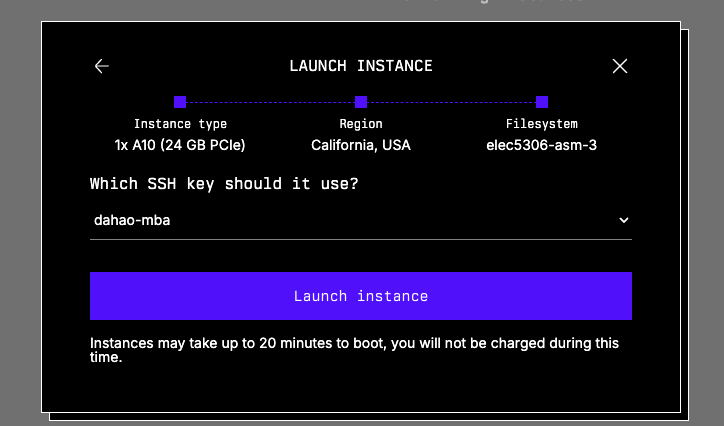 LAUNCH INSTANCE
Instance type
Region
Filesystem
1x A10 (24 GB PCIe)
California, USA
elec5306-asm-3
Which SSH key should it use?
dahao-mba
Launch instance
Instances may take up to 20 minutes to boot, you will not be charged during this
time.